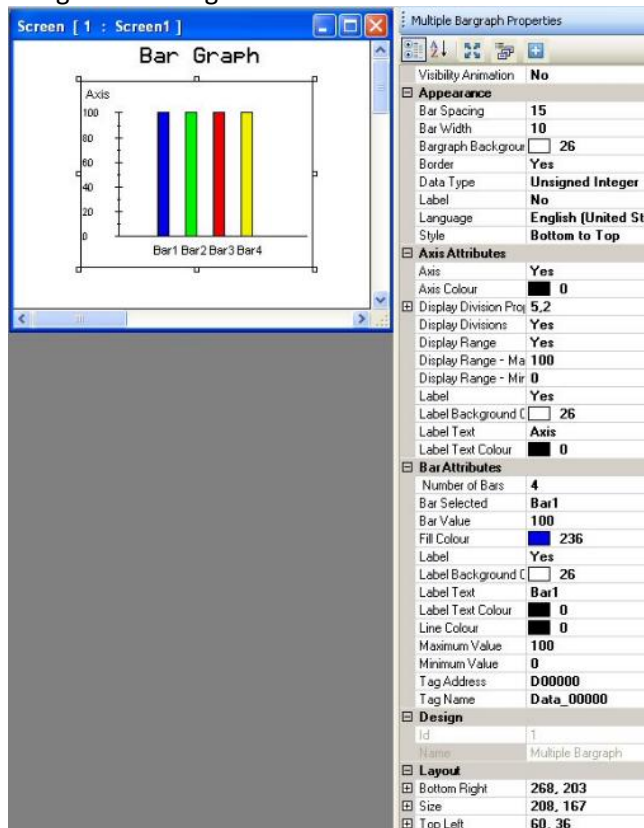 Screen [ 1 : Screen1 ]
Bar Graph
Axis
100
80
60
40
20
0
Bar1 Bar2 Bar3 Bar4
Multiple Bargraph Properties
Visibility Animation No
Appearance
Bar Spacing 15
Bar Width 10
Bargraph Backgrour 26
Border Yes
Data Type Unsigned Integer
Label No
Language English (United St
Style Bottom to Top
Axis Attributes
Axis Yes
Axis Colour 0
Display Division Proj 5,2
Display Divisions Yes
Display Range Yes
Display Range - Ma 100
Display Range - Mir 0
Label Yes
Label Background C 26
Label Text Axis
Label Text Colour 0
Bar Attributes
Number of Bars 4
Bar Selected Bar1
Bar Value 100
Fill Colour 236
Label Yes
Label Background C 26
Label Text Bar1
Label Text Colour 0
Line Colour 0
Maximum Value 100
Minimum Value 0
Tag Address D00000
Tag Name Data_00000
Design
Id 1
Name Multiple Bargraph
Layout
Bottom Right 268, 203
Size 208, 167
Top Left 60, 36